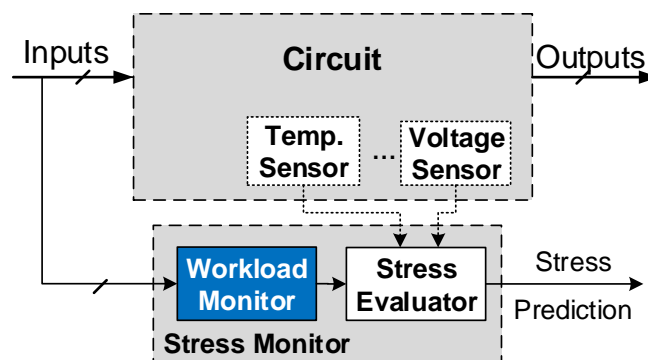 Inputs
Circuit
Outputs
Temp.
Sensor
...
Voltage
Sensor
Workload
Monitor
Stress
Evaluator
Stress
Prediction
Stress Monitor